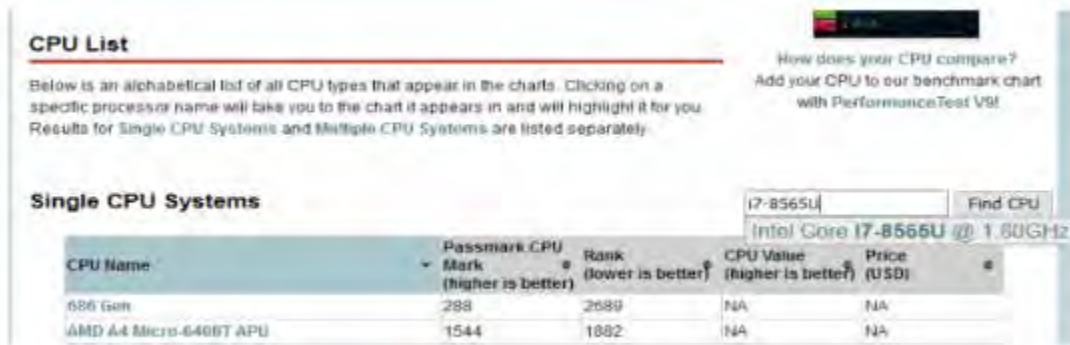 CPU List
Below is an alphabetical list of all CPU types that appear in the charts. Clicking on a
specific processor name will take you to the chart it appears in and will highlight it for you.
Results for Single CPU Systems and Multiple CPU Systems are listed separately.
How does your CPU compare?
Add your CPU to our benchmark chart
with PerformanceTest V9!
Single CPU Systems
i7-8565U
Find CPU
Intel Core I7-8565U @ 1.80GHz
CPU Name
Passmark CPU
Mark
(higher is better)
Rank
(lower is better)
CPU Value
(higher is better)
Price
(USD)
686 Gen 288 2689 NA NA
AMD A4 Micro-6400T APU 1544 1882 NA NA